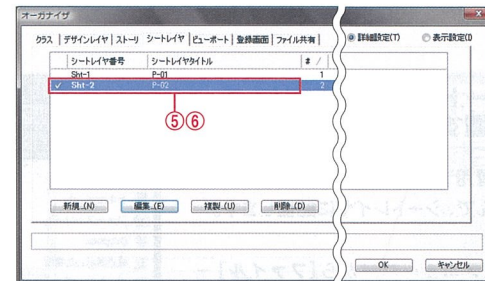 オーガナイザ
クラス デザインレイヤ ストーリ シートレイヤ ビューポート 登録画面 ファイル共有 詳細設定(T) 表示設定(I)
シートレイヤ番号 シートレイヤタイトル # /
Sht-1 P-01 1
✓ Sht-2 P-02 2
⑤⑥
新規...(N) 編集...(E) 複製...(U) 削除...(D)
OK キャンセル